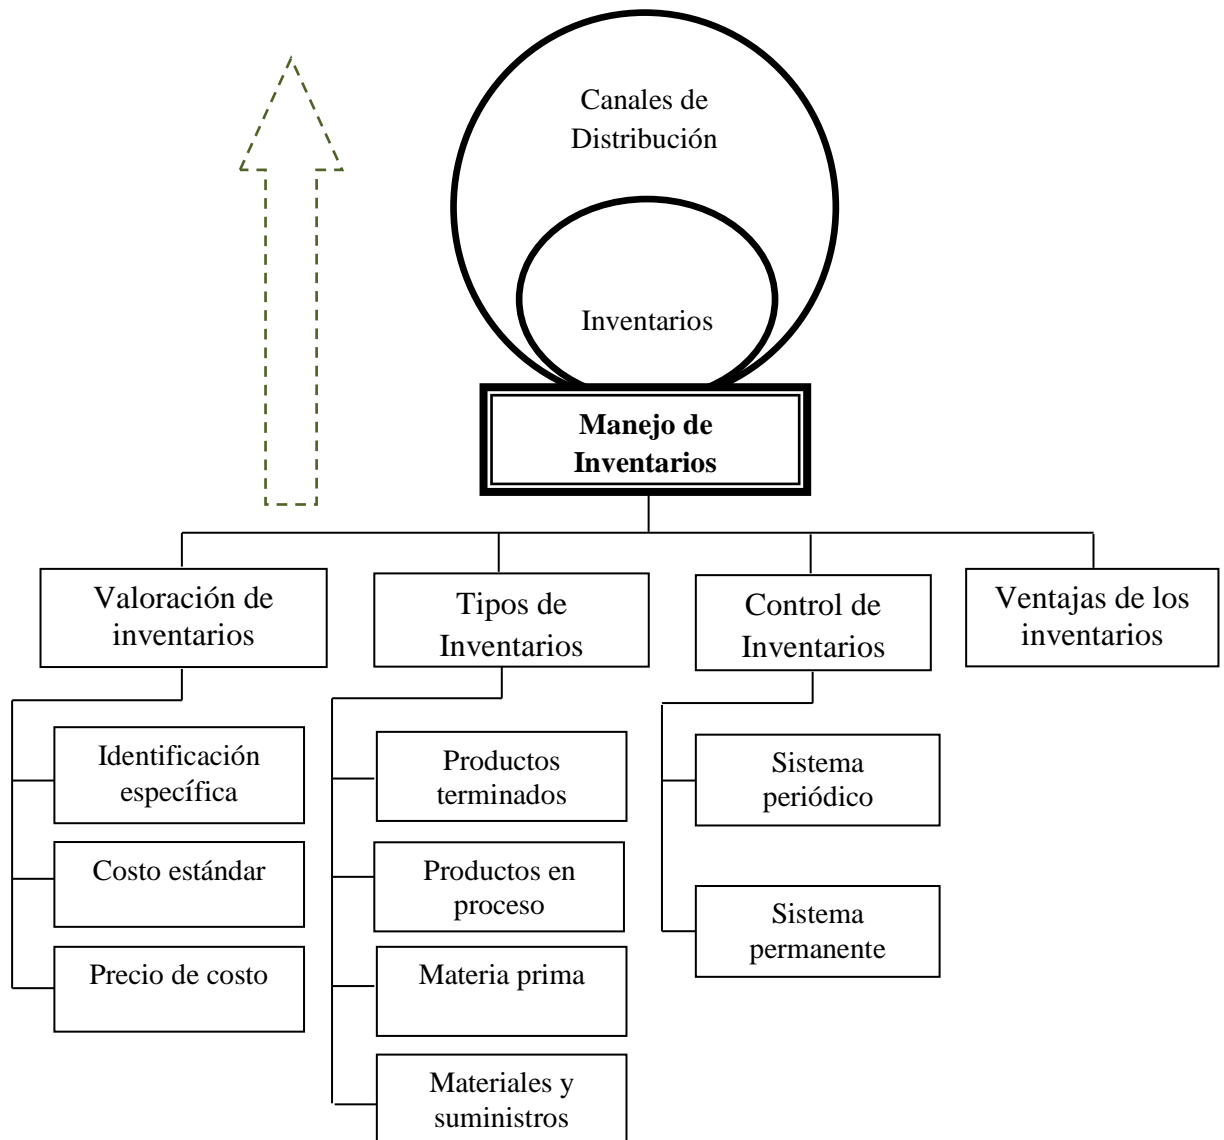 Canales de
Distribución
Inventarios
Manejo de
Inventarios
Valoración de
inventarios
Tipos de
Inventarios
Control de
Inventarios
Ventajas de los
inventarios
Identificación
específica
Costo estándar
Precio de costo
Productos
terminados
Productos en
proceso
Materia prima
Materiales y
suministros
Sistema
periódico
Sistema
permanente